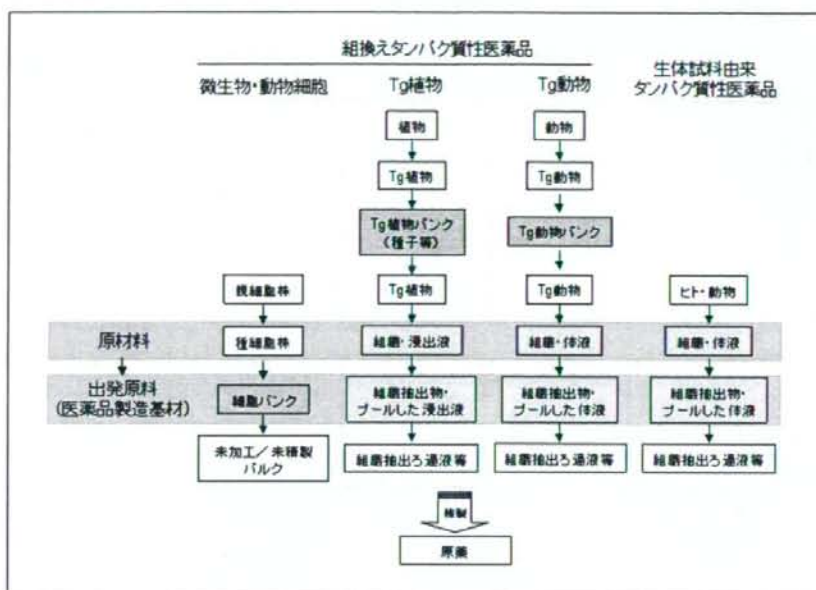 組換えタンパク質性医薬品
微生物・動物細胞
Tg植物
Tg動物
生体試料由来
タンパク質性医薬品
植物
動物
Tg植物
Tg動物
Tg植物バンク
(種子等)
Tg動物バンク
親細胞株
Tg植物
Tg動物
ヒト・動物
原材料
種細胞株
組織・浸出液
組織・体液
組織・体液
出発原料
(医薬品製造基材)
細胞バンク
組織抽出物・
プールした浸出液
組織抽出物・
プールした体液
組織抽出物・
プールした体液
未加工/未精製
バルク
組織抽出ろ過液等
組織抽出ろ過液等
組織抽出ろ過液等
精製
原薬